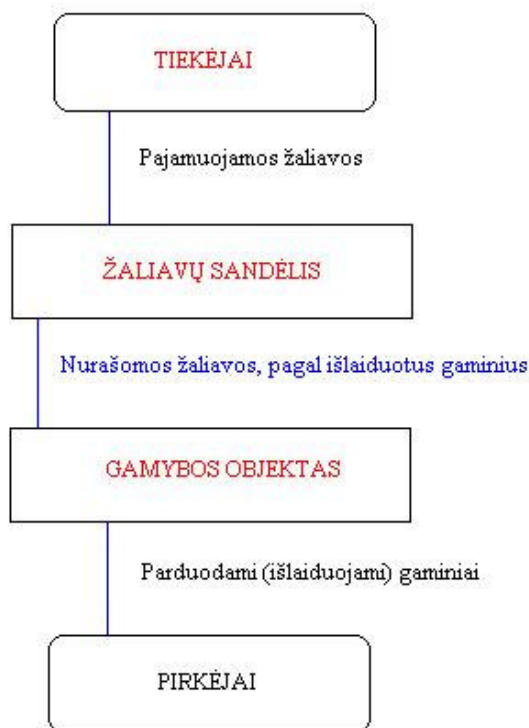 TIEKĖJAI
Pajamuojamos žaliavos
ŽALIAVŲ SANDĖLIS
Nurašomos žaliavos, pagal išlaiduotus gaminius
GAMYBOS OBJEKTAS
Parduodami (išlaiduojami) gaminiai
PIRKĖJAI